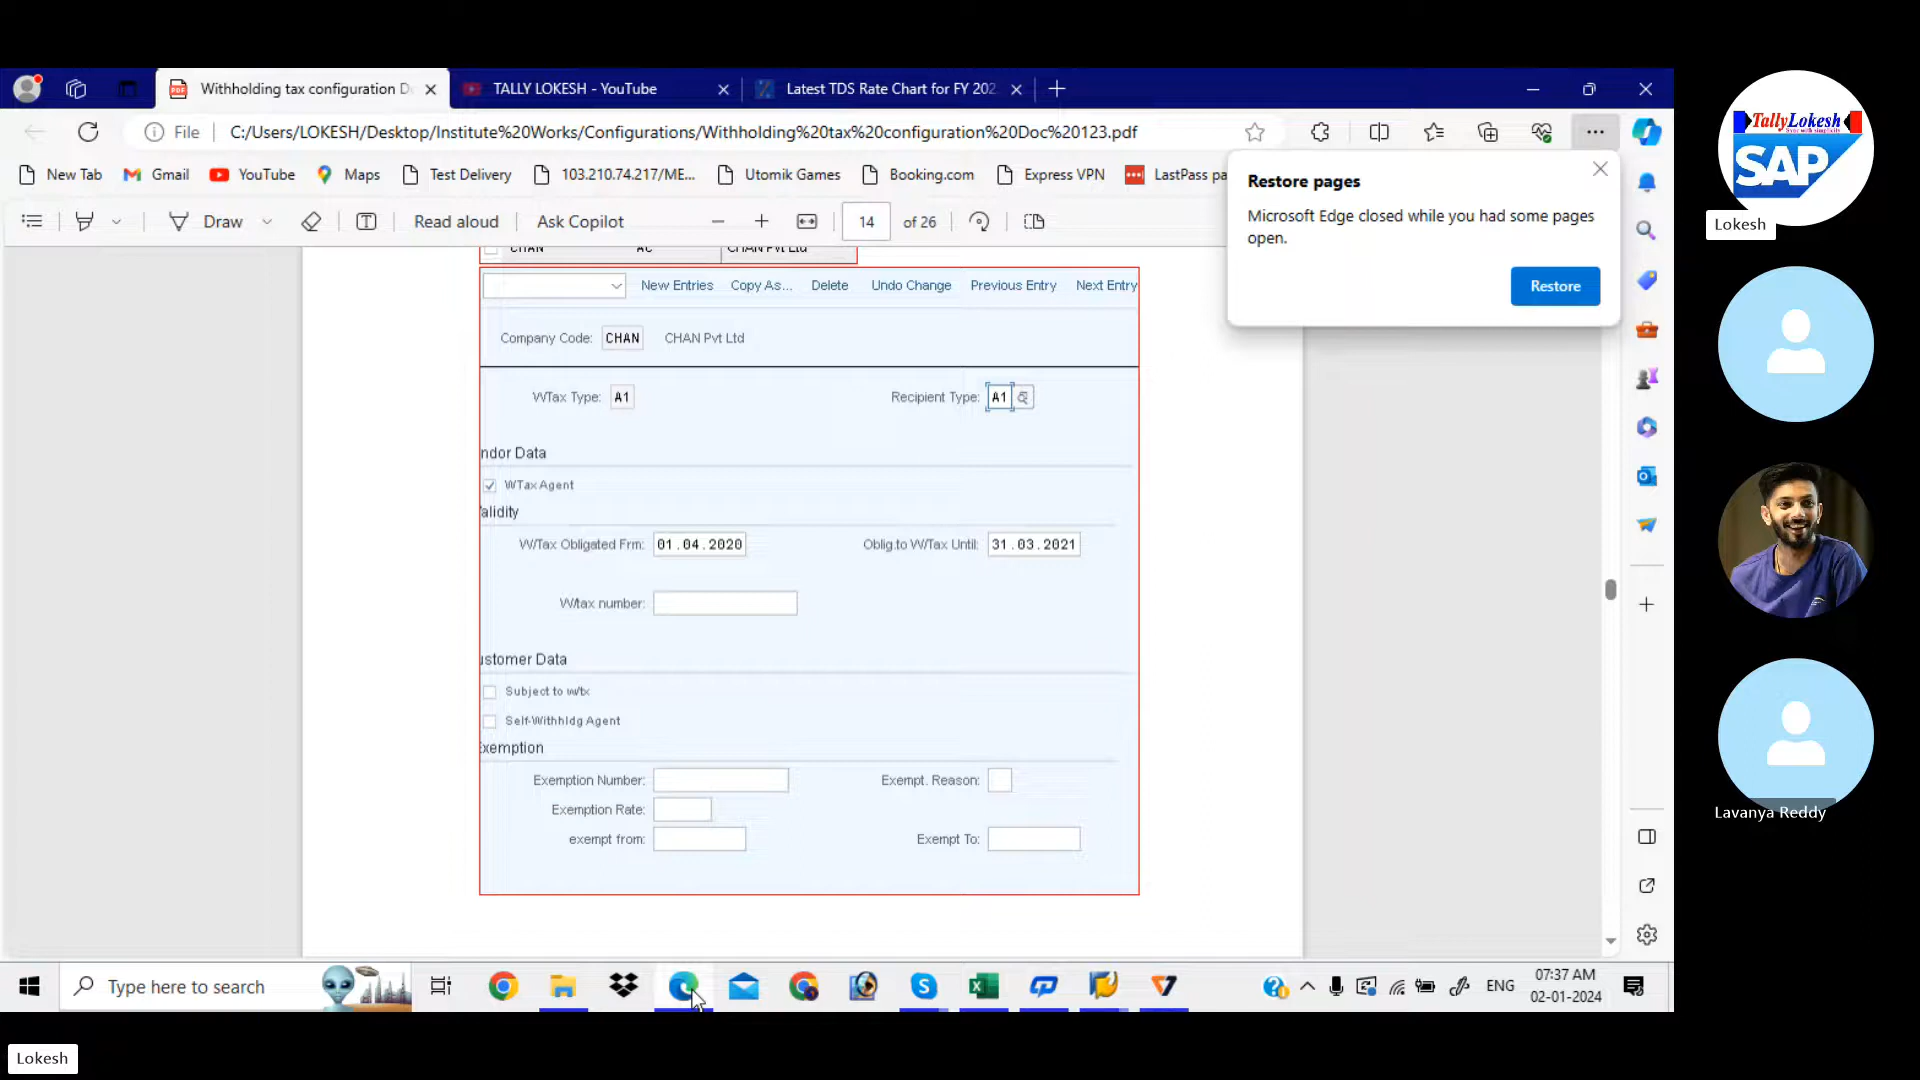 Withholding tax configuration D
TALLY LOKESH - YouTube
Latest TDS Rate Chart for FY 202
File
C:/Users/LOKESH/Desktop/Institute%20Works/Configurations/Withholding%20tax%20configuration%20Doc%20123.pdf
New Tab
Gmail
YouTube
Maps
Test Delivery
103.210.74.217/ME...
Utomik Games
Booking.com
Express VPN
LastPass pa
Draw
Read aloud
Ask Copilot
14
of 26
Restore pages
Microsoft Edge closed while you had some pages
open.
Restore
CHAN AC CHAN Pvt Ltd
New Entries Copy As... Delete Undo Change Previous Entry Next Entry
Company Code: CHAN CHAN Pvt Ltd
WTax Type: A1 Recipient Type: A1
ndor Data
WTax Agent
alidity
W/Tax Obligated Frm: 01.04.2020 Oblig.to W/Tax Until: 31.03.2021
W/tax number:
ustomer Data
Subject to w/tx
Self-Withhldg Agent
Exemption
Exemption Number: Exempt. Reason:
Exemption Rate:
exempt from: Exempt To:
Type here to search
ENG
07:37 AM
02-01-2024
TallyLokesh
SAP
Lokesh
Lavanya Reddy
Lokesh